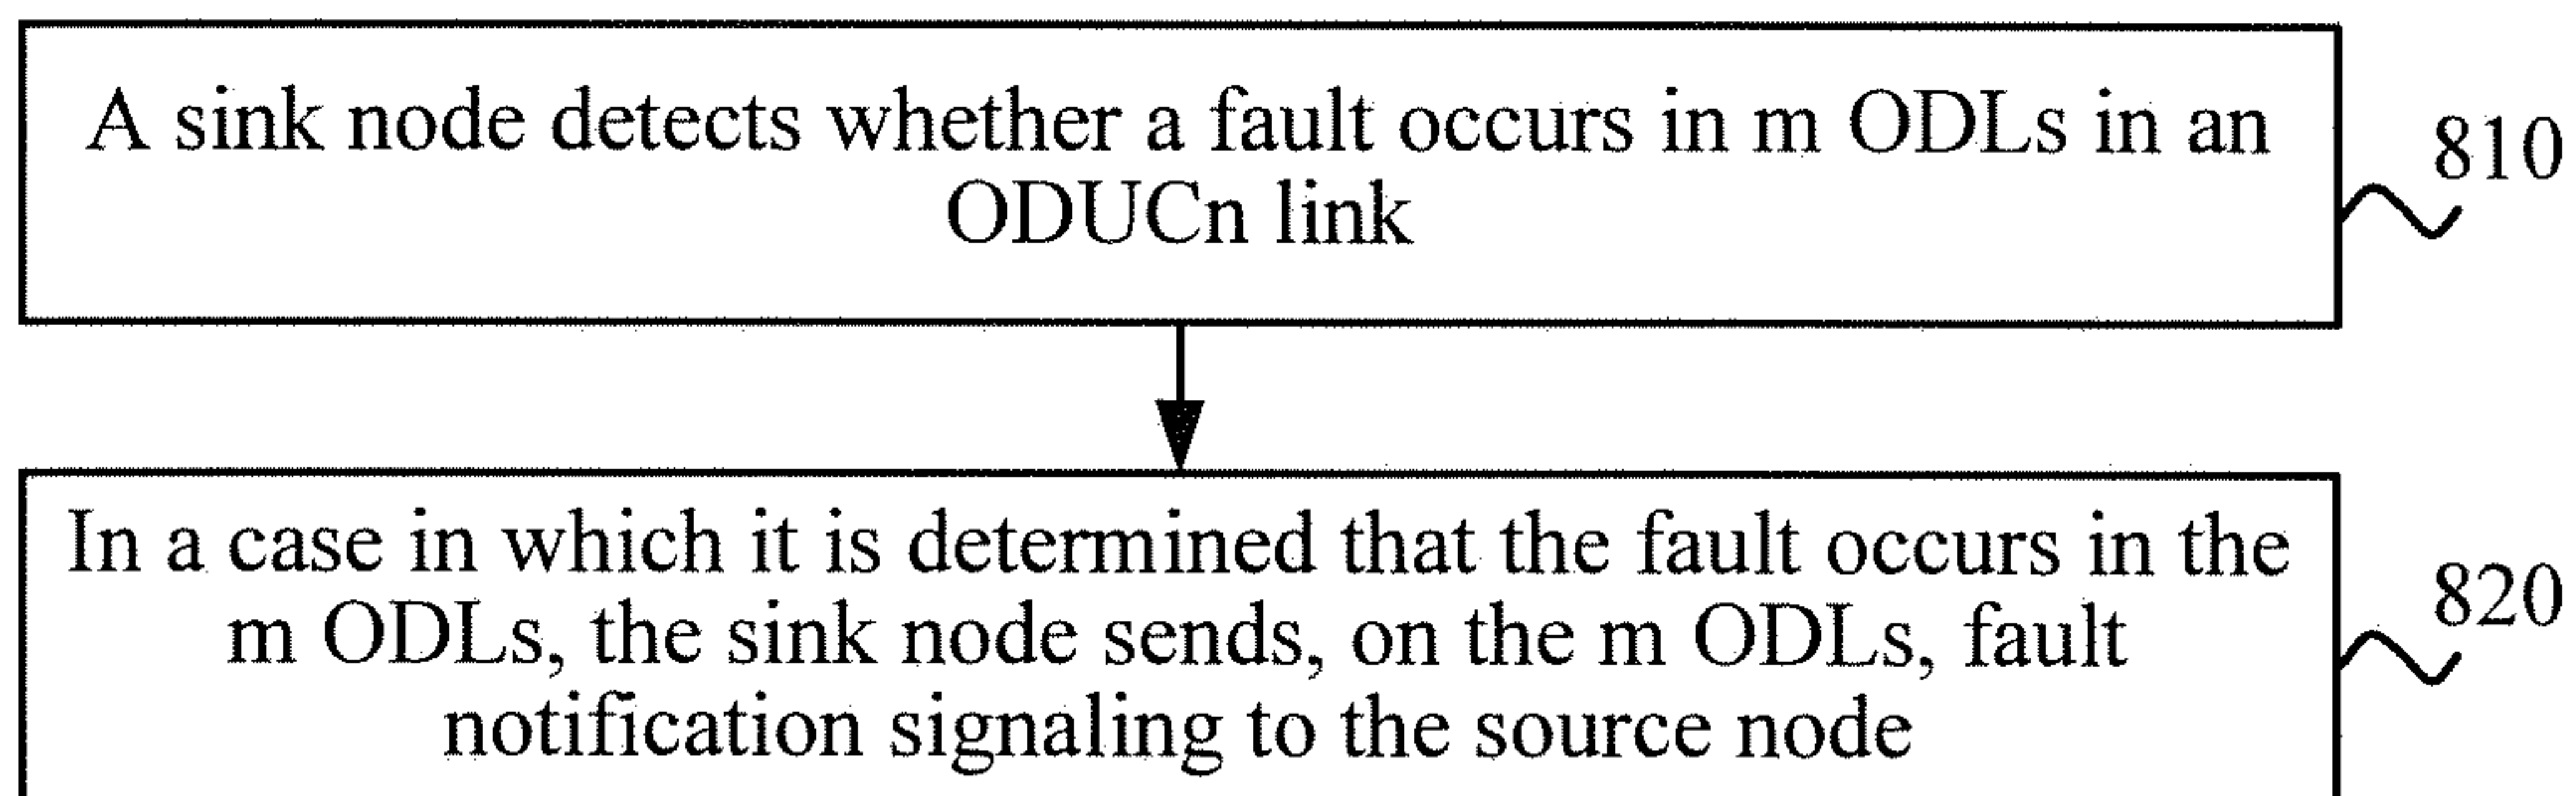 A sink node detects whether a fault occurs in m ODLs in an
ODUCn link
810
In a case in which it is determined that the fault occurs in the
m ODLs, the sink node sends, on the m ODLs, fault
notification signaling to the source node
820